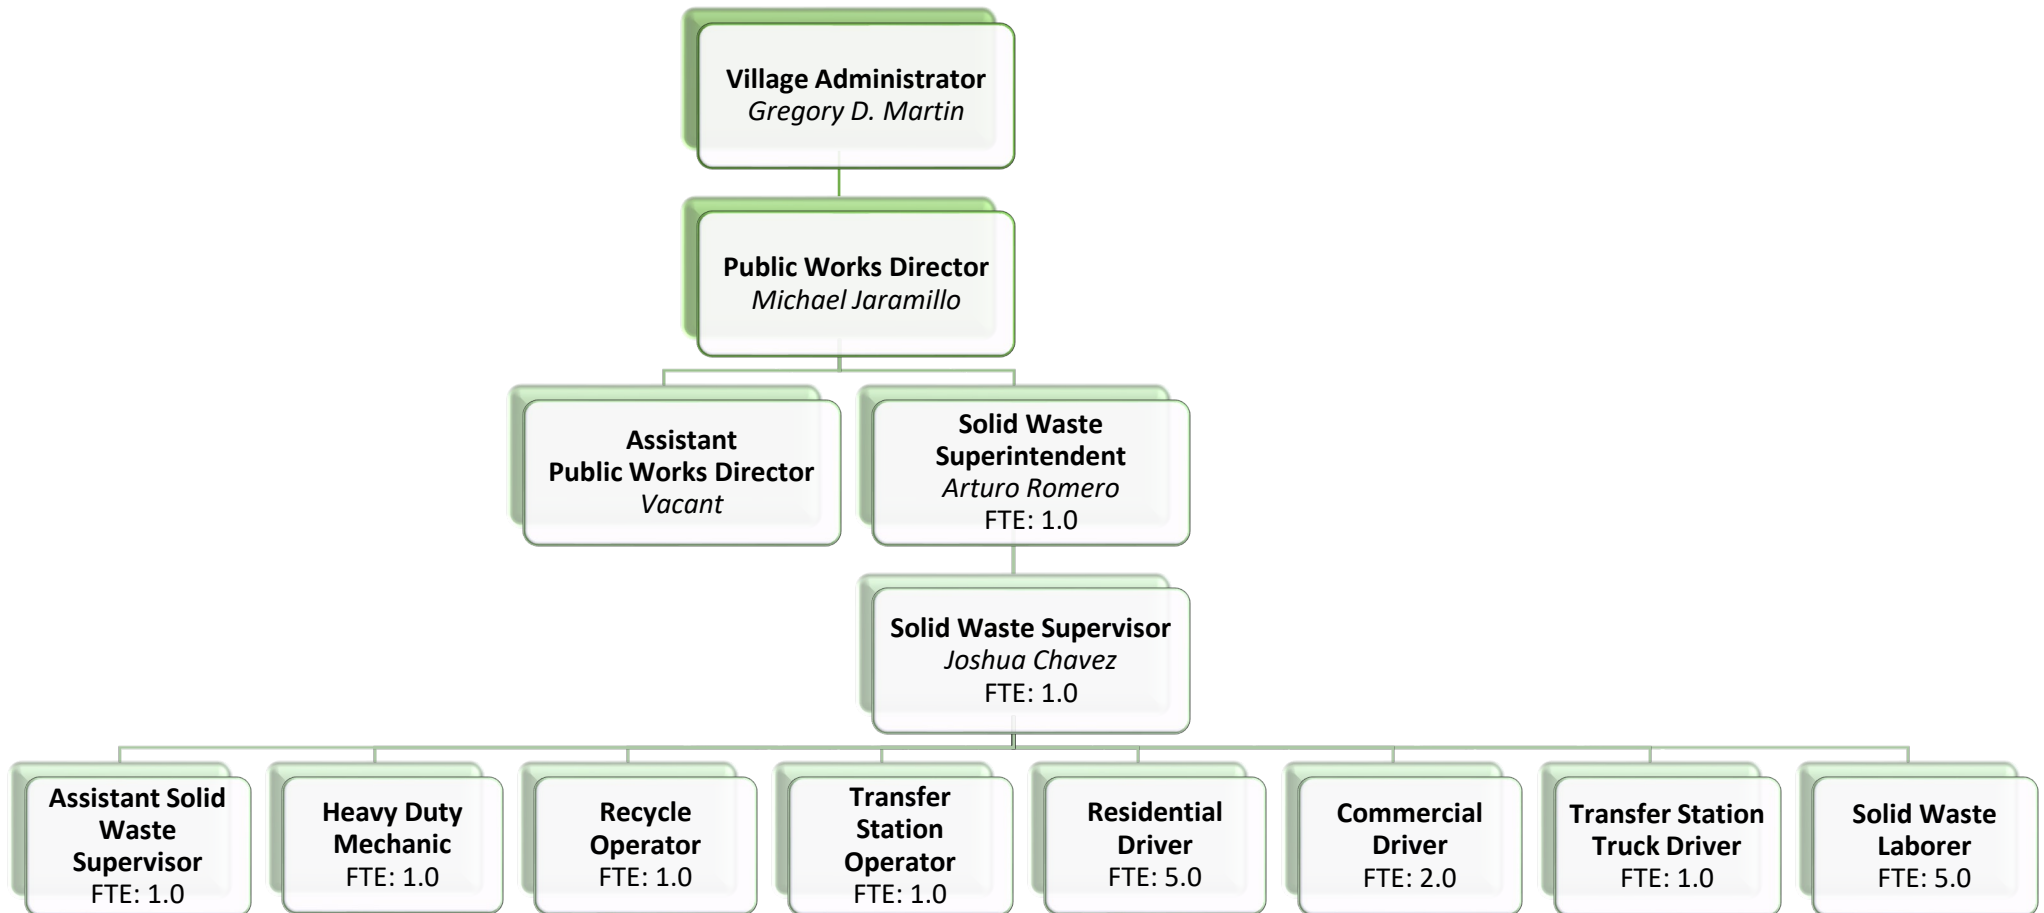 Village Administrator
Gregory D. Martin
Public Works Director
Michael Jaramillo
Assistant
Public Works Director
Vacant
Solid Waste
Superintendent
Arturo Romero
FTE: 1.0
Solid Waste Supervisor
Joshua Chavez
FTE: 1.0
Assistant Solid
Waste
Supervisor
FTE: 1.0
Heavy Duty
Mechanic
FTE: 1.0
Recycle
Operator
FTE: 1.0
Transfer
Station
Operator
FTE: 1.0
Residential
Driver
FTE: 5.0
Commercial
Driver
FTE: 2.0
Transfer Station
Truck Driver
FTE: 1.0
Solid Waste
Laborer
FTE: 5.0